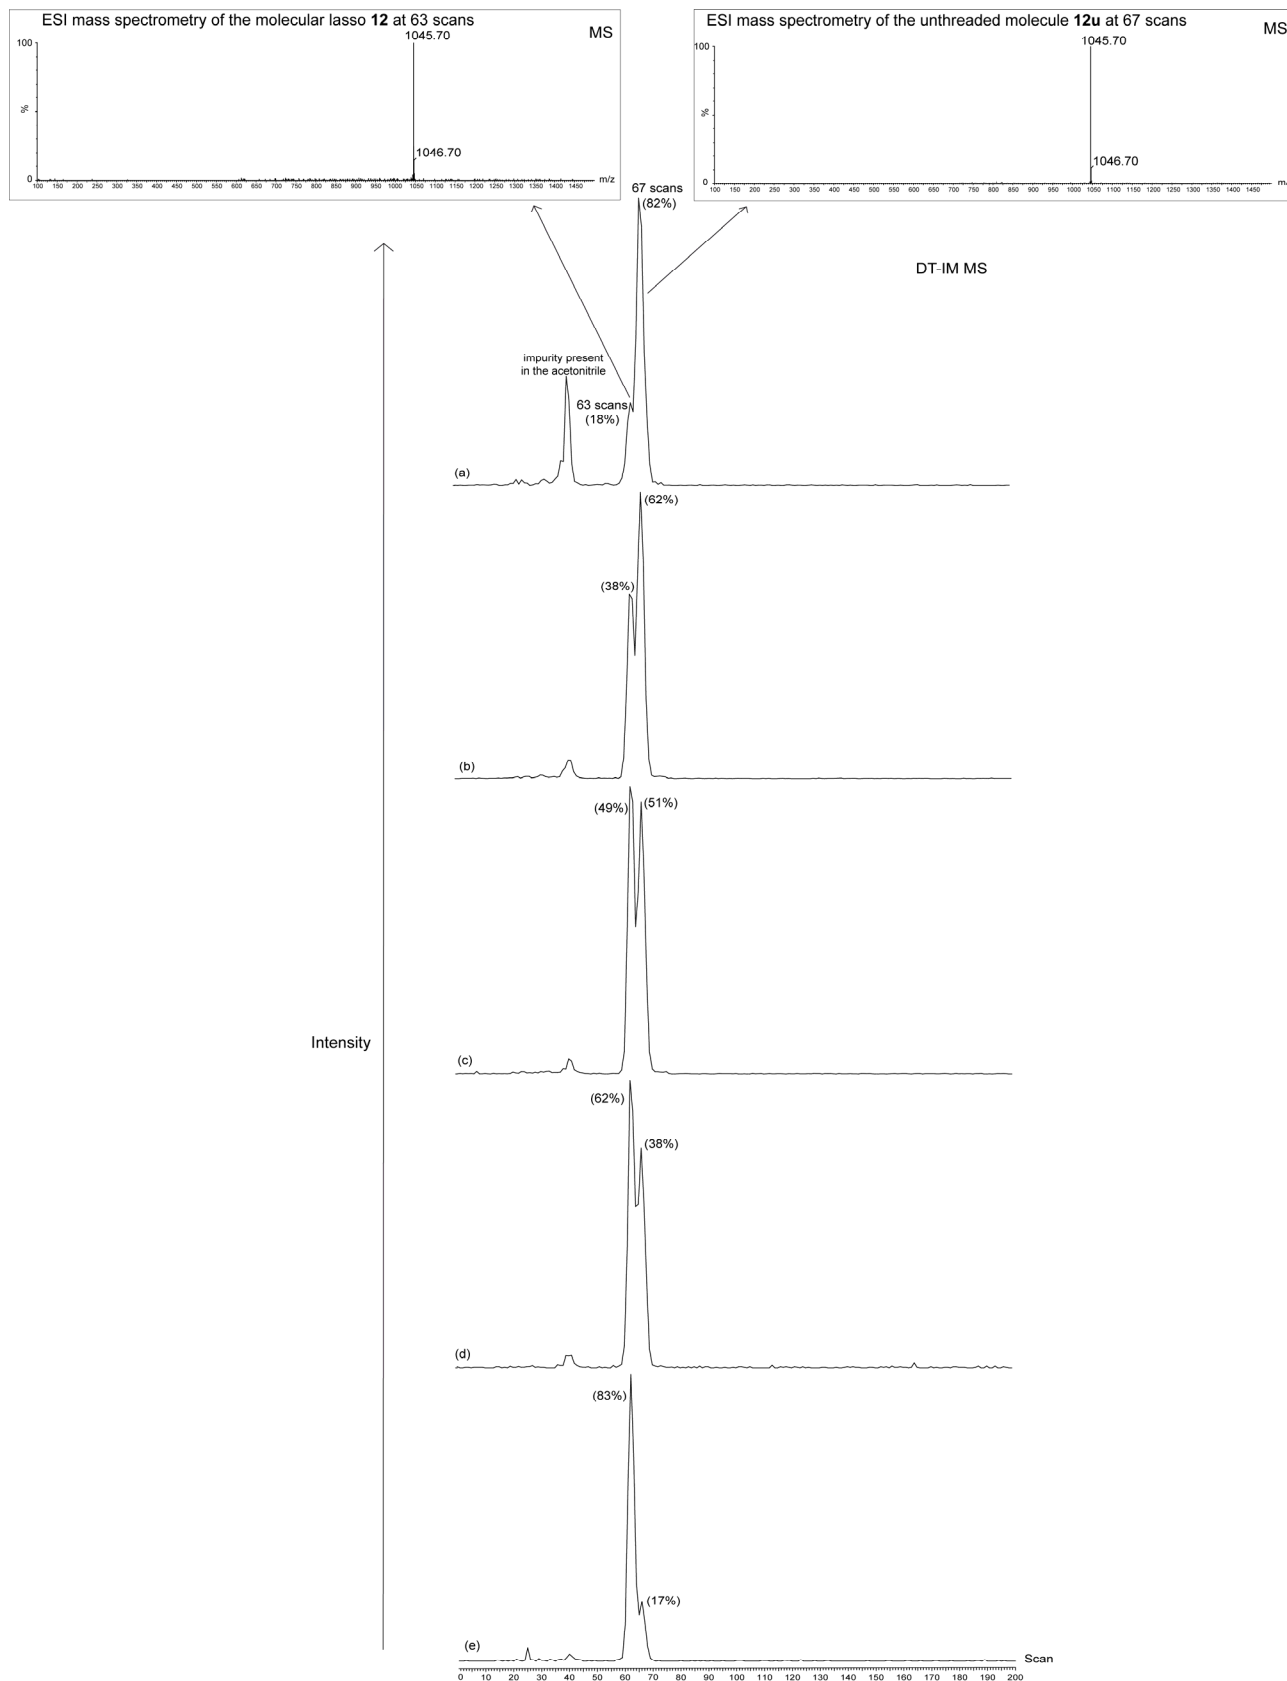 ESI mass spectrometry of the molecular lasso 12 at 63 scans
MS
1045.70
100
%
1046.70
0
m/z
100 150 200 250 300 350 400 450 500 550 600 650 700 750 800 850 900 950 1000 1050 1100 1150 1200 1250 1300 1350 1400 1450
ESI mass spectrometry of the unthreaded molecule 12u at 67 scans
MS
1045.70
100
%
1046.70
0
150 200 250 300 350 400 450 500 550 600 650 700 750 800 850 900 950 1000 1050 1100 1150 1200 1250 1300 1350 1400 1450
67 scans
(82%)
DT-IM MS
impurity present
in the acetonitrile
63 scans
(18%)
(a)
(62%)
(38%)
(b)
(49%)
(51%)
(c)
Intensity
(62%)
(38%)
(d)
(83%)
(17%)
(e)
Scan
0 10 20 30 40 50 60 70 80 90 100 110 120 130 140 150 160 170 180 190 200